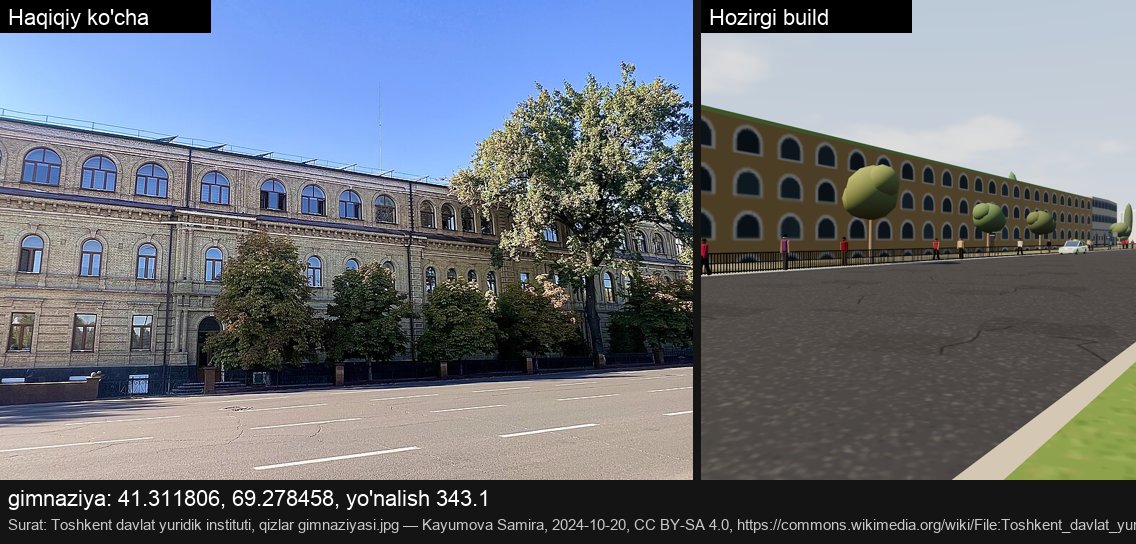 Haqiqiy ko'cha
Hozirgi build
gimnaziya: 41.311806, 69.278458, yo'nalish 343.1
Surat: Toshkent davlat yuridik instituti, qizlar gimnaziyasi.jpg — Kayumova Samira, 2024-10-20, CC BY-SA 4.0, https://commons.wikimedia.org/wiki/File:Toshkent_davlat_yur